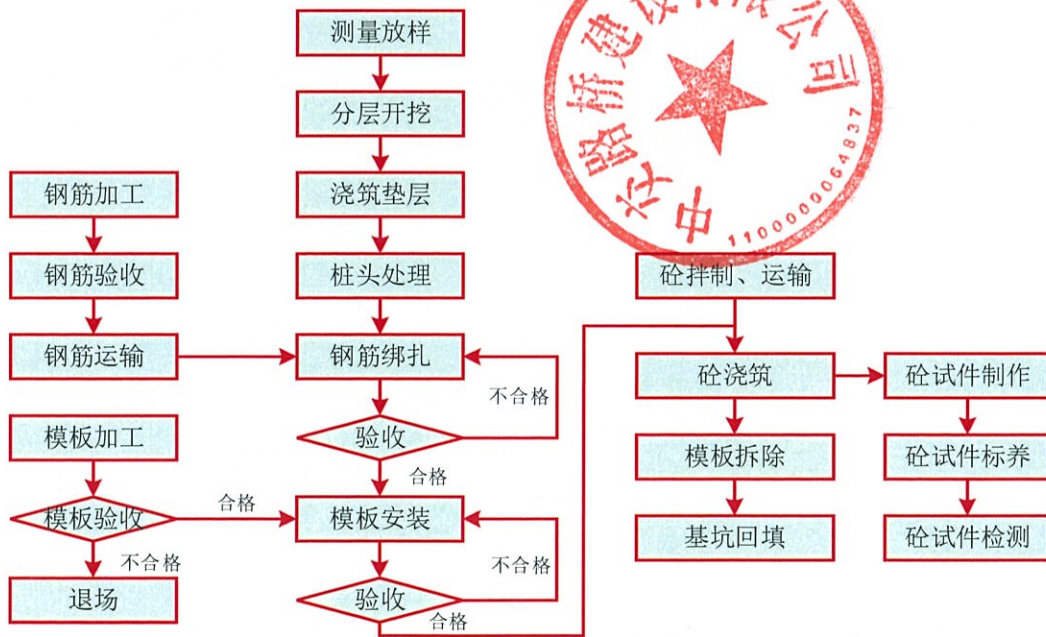 测量放样
分层开挖
浇筑垫层
桩头处理
钢筋绑扎
不合格
验收
合格
模板安装
不合格
验收
合格
钢筋加工
钢筋验收
钢筋运输
模板加工
模板验收
合格
不合格
退场
砼拌制、运输
砼浇筑
模板拆除
基坑回填
砼试件制作
砼试件标养
砼试件检测
中交路桥建设有限公司
1100000064837